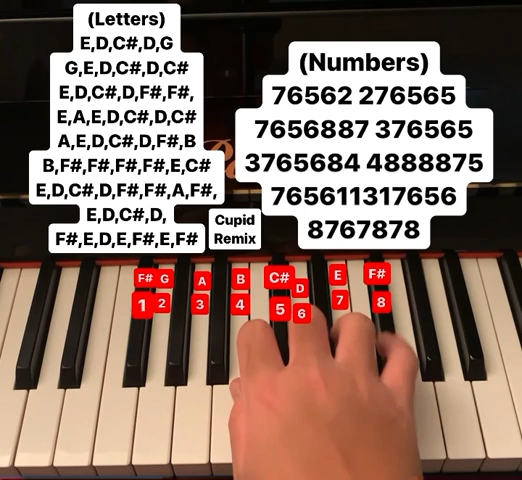 (Letters)
E,D,C#,D,G
G,E,D,C#,D,C#
E,D,C#,D,F#,F#,
E,A,E,D,C#,D,C#
A,E,D,C#,D,F#,B
B,F#,F#,F#,F#,E,C#
E,D,C#,D,F#,F#,A,F#,
E,D,C#,D,
F#,E,D,E,F#,E,F#
Cupid
Remix
(Numbers)
76562 276565
7656887 376565
3765684 4888875
765611317656
8767878
F# G A B C# D E F#
1 2 3 4 5 6 7 8